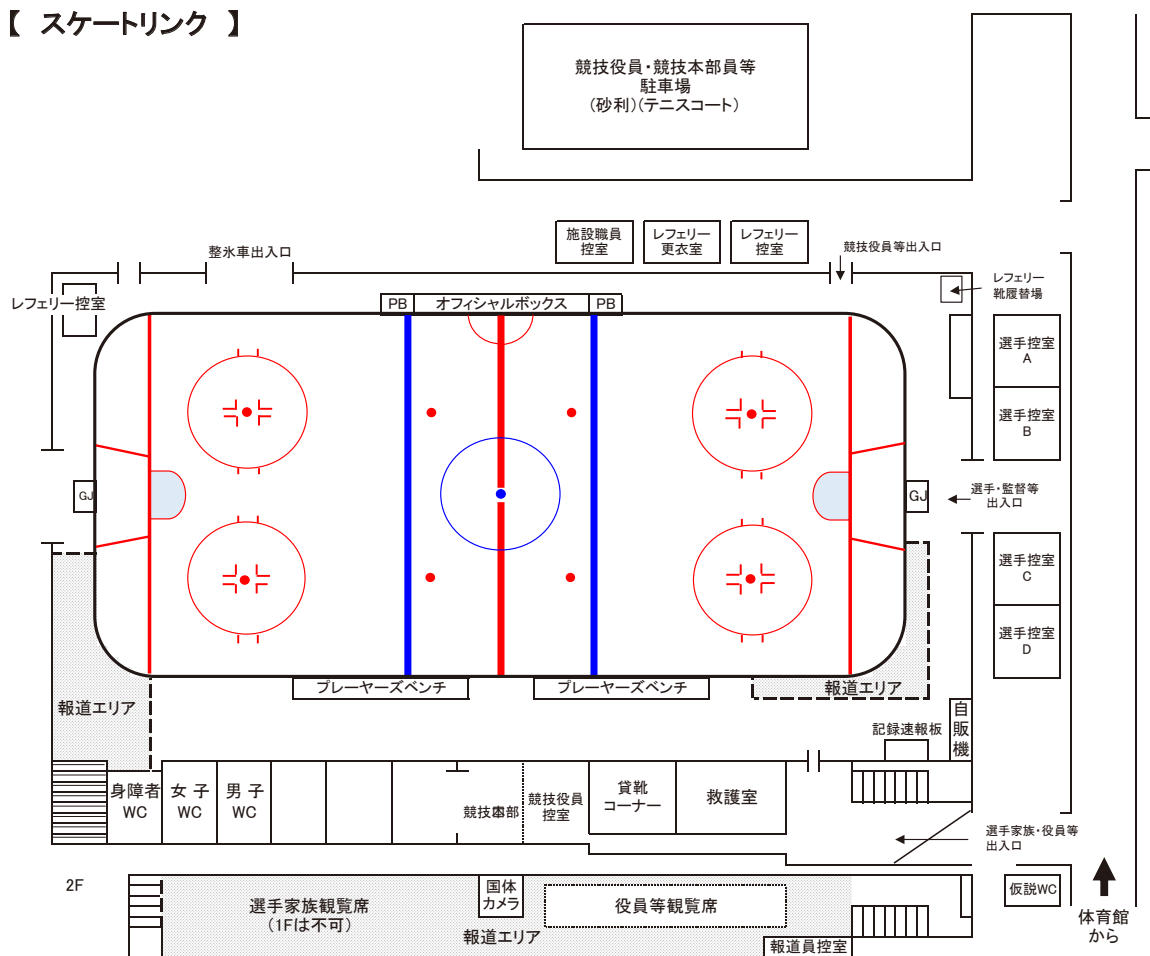 【 スケートリンク 】
競技役員・競技本部員等
駐車場
(砂利)(テニスコート)
施設職員
控室
レフェリー
更衣室
レフェリー
控室
競技役員等出入口
整氷車出入口
レフェリー控室
レフェリー
靴履替場
PB
オフィシャルボックス
PB
選手控室
A
選手控室
B
GJ
GJ
選手・監督等
出入口
選手控室
C
選手控室
D
プレーヤーズベンチ
プレーヤーズベンチ
報道エリア
報道エリア
自
販
機
記録速報板
身障者
WC
女 子
WC
男 子
WC
競技本部
競技役員
控室
貸靴
コーナー
救護室
選手家族・役員等
出入口
2F
選手家族観覧席
(1Fは不可)
国体
カメラ
役員等観覧席
報道エリア
報道員控室
仮設WC
体育館
から